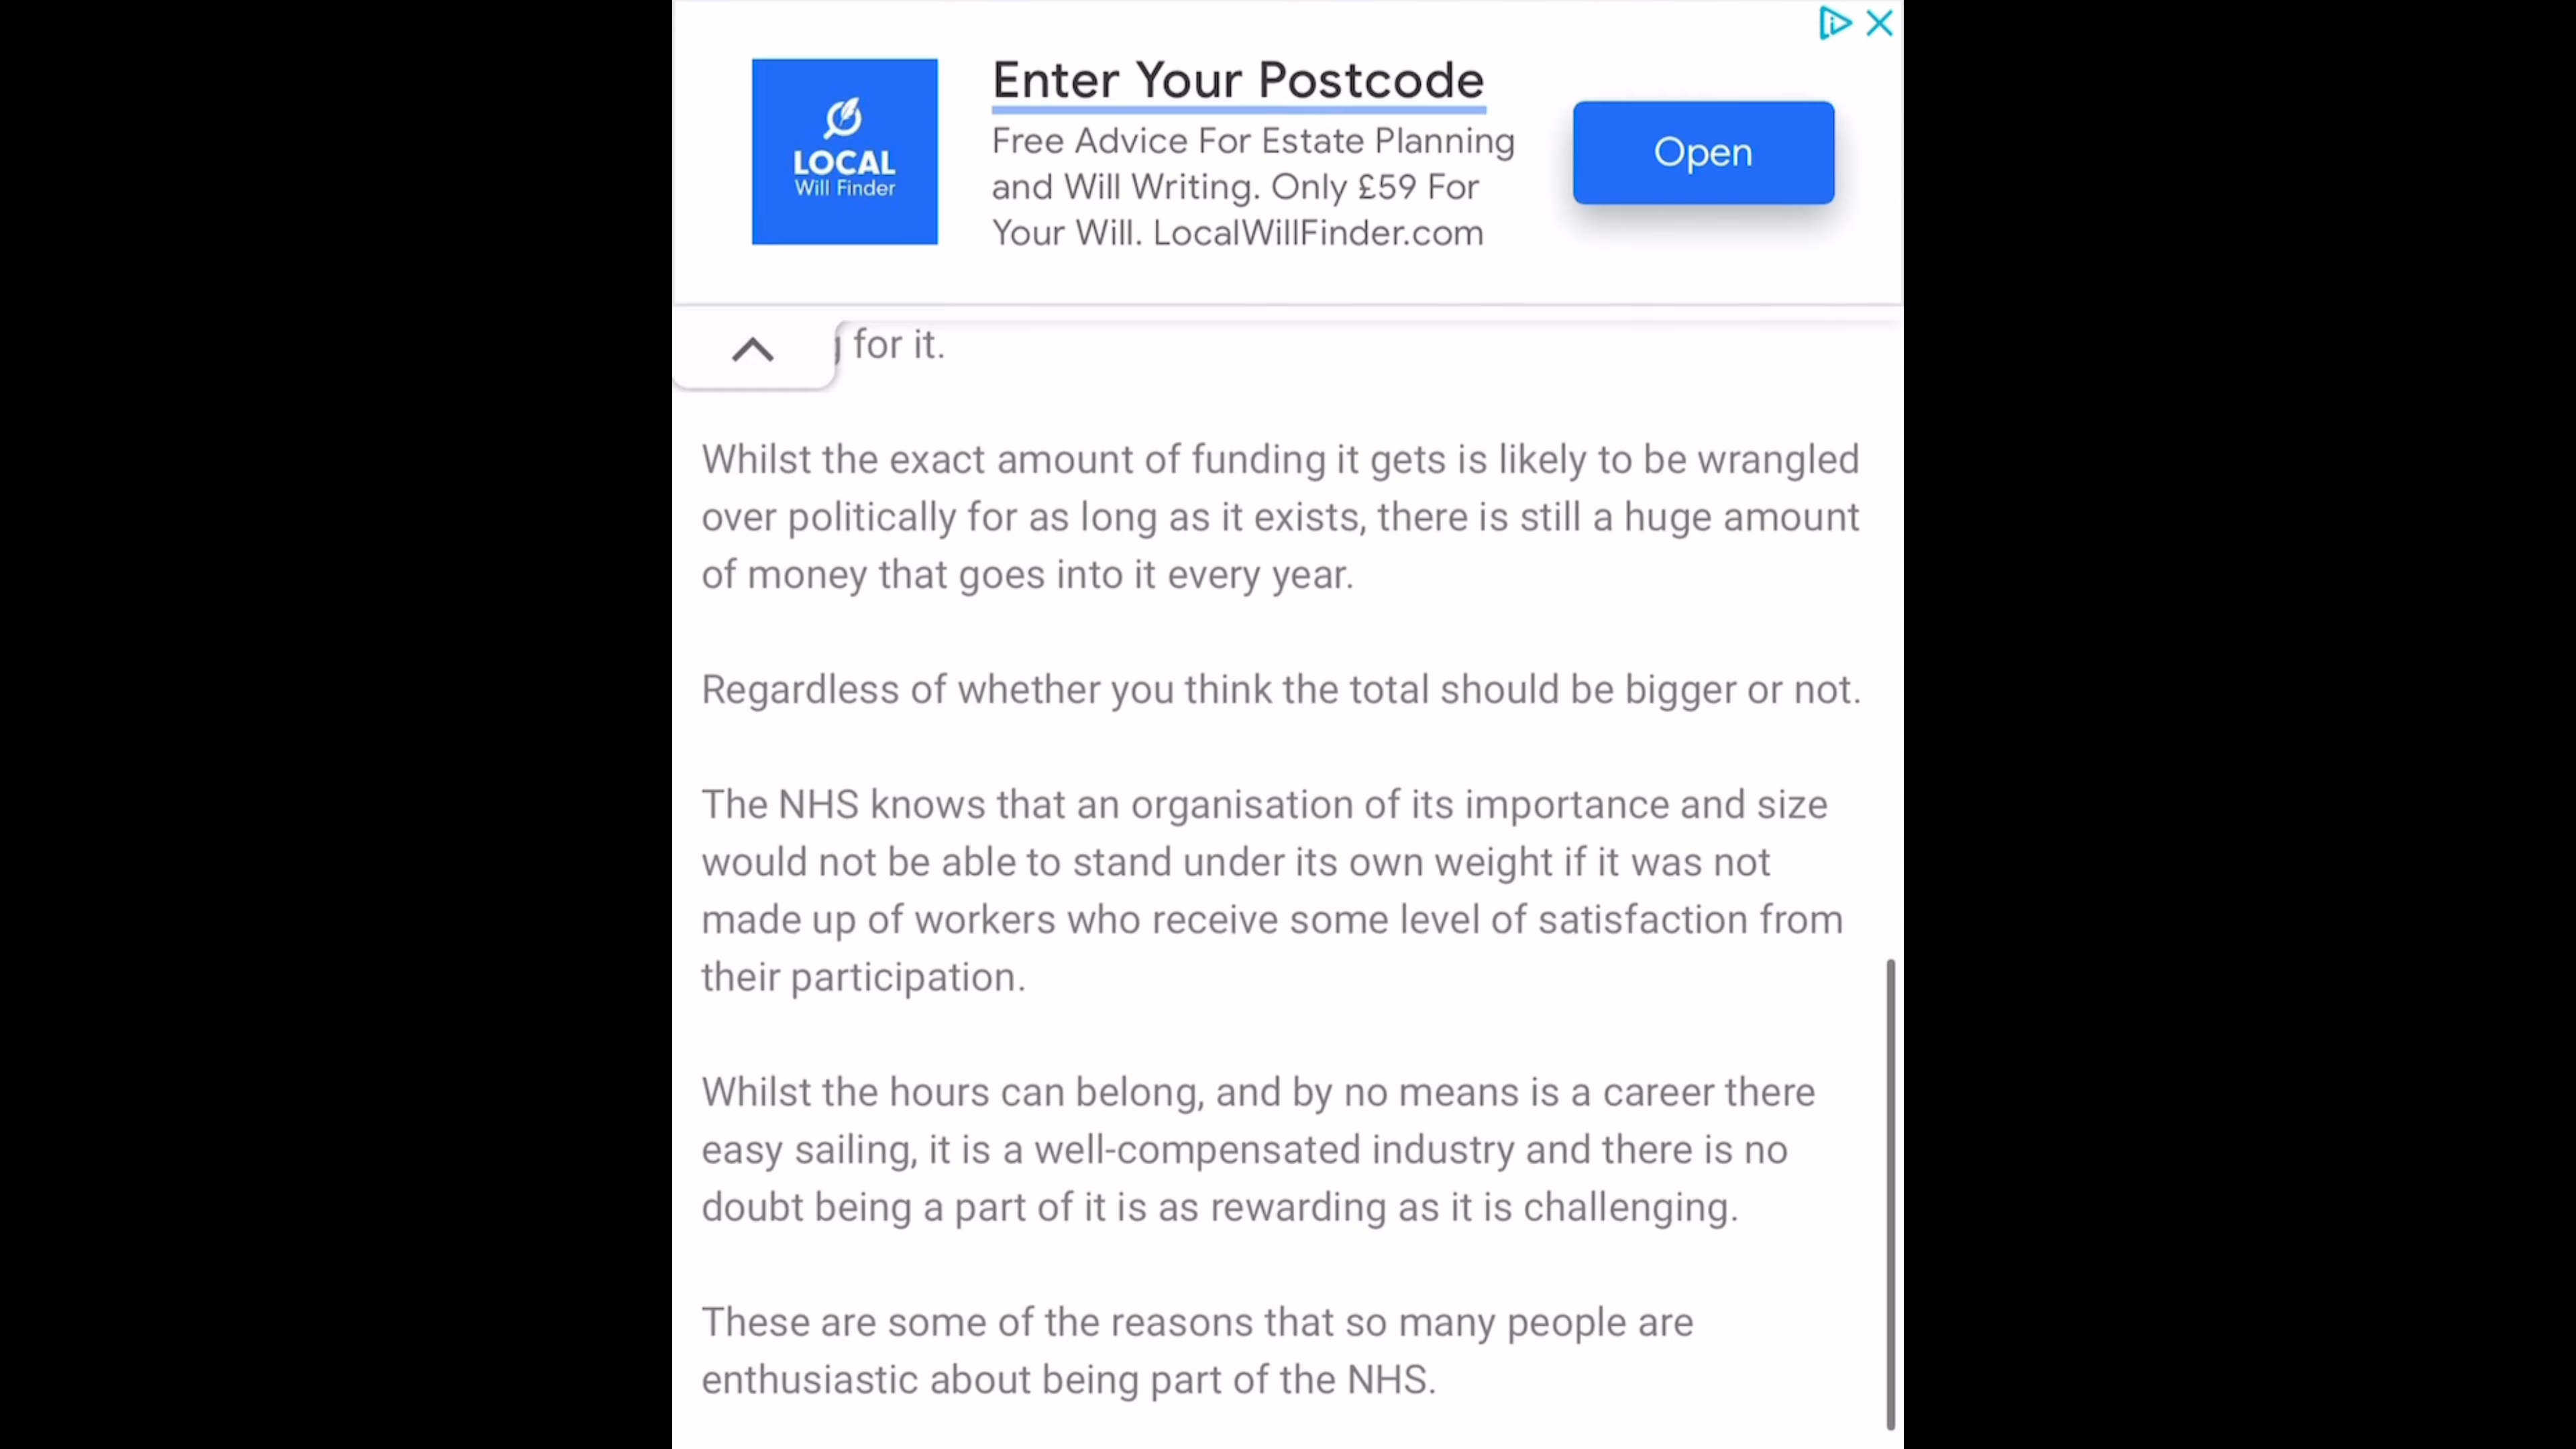 LOCAL
Will Finder
Enter Your Postcode
Free Advice For Estate Planning
and Will Writing. Only £59 For
Your Will. LocalWillFinder.com
Open
for it.
Whilst the exact amount of funding it gets is likely to be wrangled
over politically for as long as it exists, there is still a huge amount
of money that goes into it every year.
Regardless of whether you think the total should be bigger or not.
The NHS knows that an organisation of its importance and size
would not be able to stand under its own weight if it was not
made up of workers who receive some level of satisfaction from
their participation.
Whilst the hours can belong, and by no means is a career there
easy sailing, it is a well-compensated industry and there is no
doubt being a part of it is as rewarding as it is challenging.
These are some of the reasons that so many people are
enthusiastic about being part of the NHS.